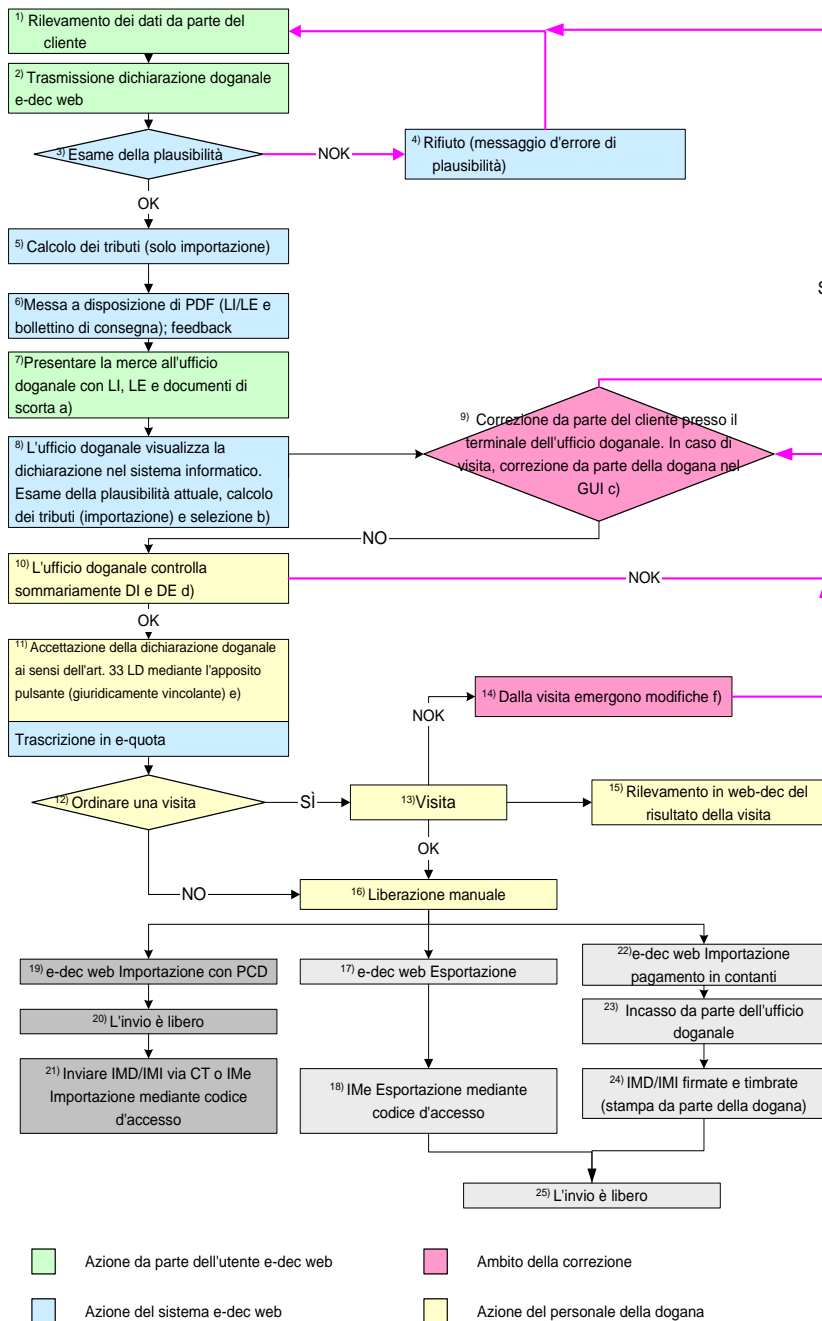 1) Rilevamento dei dati da parte del
cliente
2) Trasmissione dichiarazione doganale
e-dec web
3) Esame della plausibilità
NOK
4) Rifiuto (messaggio d'errore di
plausibilità)
OK
5) Calcolo dei tributi (solo importazione)
6)Messa a disposizione di PDF (LI/LE e
bollettino di consegna); feedback
S
7)Presentare la merce all'ufficio
doganale con LI, LE e documenti di
scorta a)
8) L'ufficio doganale visualizza la
dichiarazione nel sistema informatico.
Esame della plausibilità attuale, calcolo
dei tributi (importazione) e selezione b)
9) Correzione da parte del cliente presso il
terminale dell'ufficio doganale. In caso di
visita, correzione da parte della dogana nel
GUI c)
NO
10) L'ufficio doganale controlla
sommariamente DI e DE d)
NOK
OK
11) Accettazione della dichiarazione doganale
ai sensi dell'art. 33 LD mediante l'apposito
pulsante (giuridicamente vincolante) e)
Trascrizione in e-quota
14) Dalla visita emergono modifiche f)
NOK
12) Ordinare una visita
SÌ
13)Visita
15) Rilevamento in web-dec del
risultato della visita
OK
NO
16) Liberazione manuale
19) e-dec web Importazione con PCD
17) e-dec web Esportazione
22)e-dec web Importazione
pagamento in contanti
20) L'invio è libero
23) Incasso da parte dell'ufficio
doganale
21) Inviare IMD/IMI via CT o IMe
Importazione mediante codice
d'accesso
18) IMe Esportazione mediante
codice d'accesso
24) IMD/IMI firmate e timbrate
(stampa da parte della dogana)
25) L'invio è libero
Azione da parte dell'utente e-dec web
Ambito della correzione
Azione del sistema e-dec web
Azione del personale della dogana